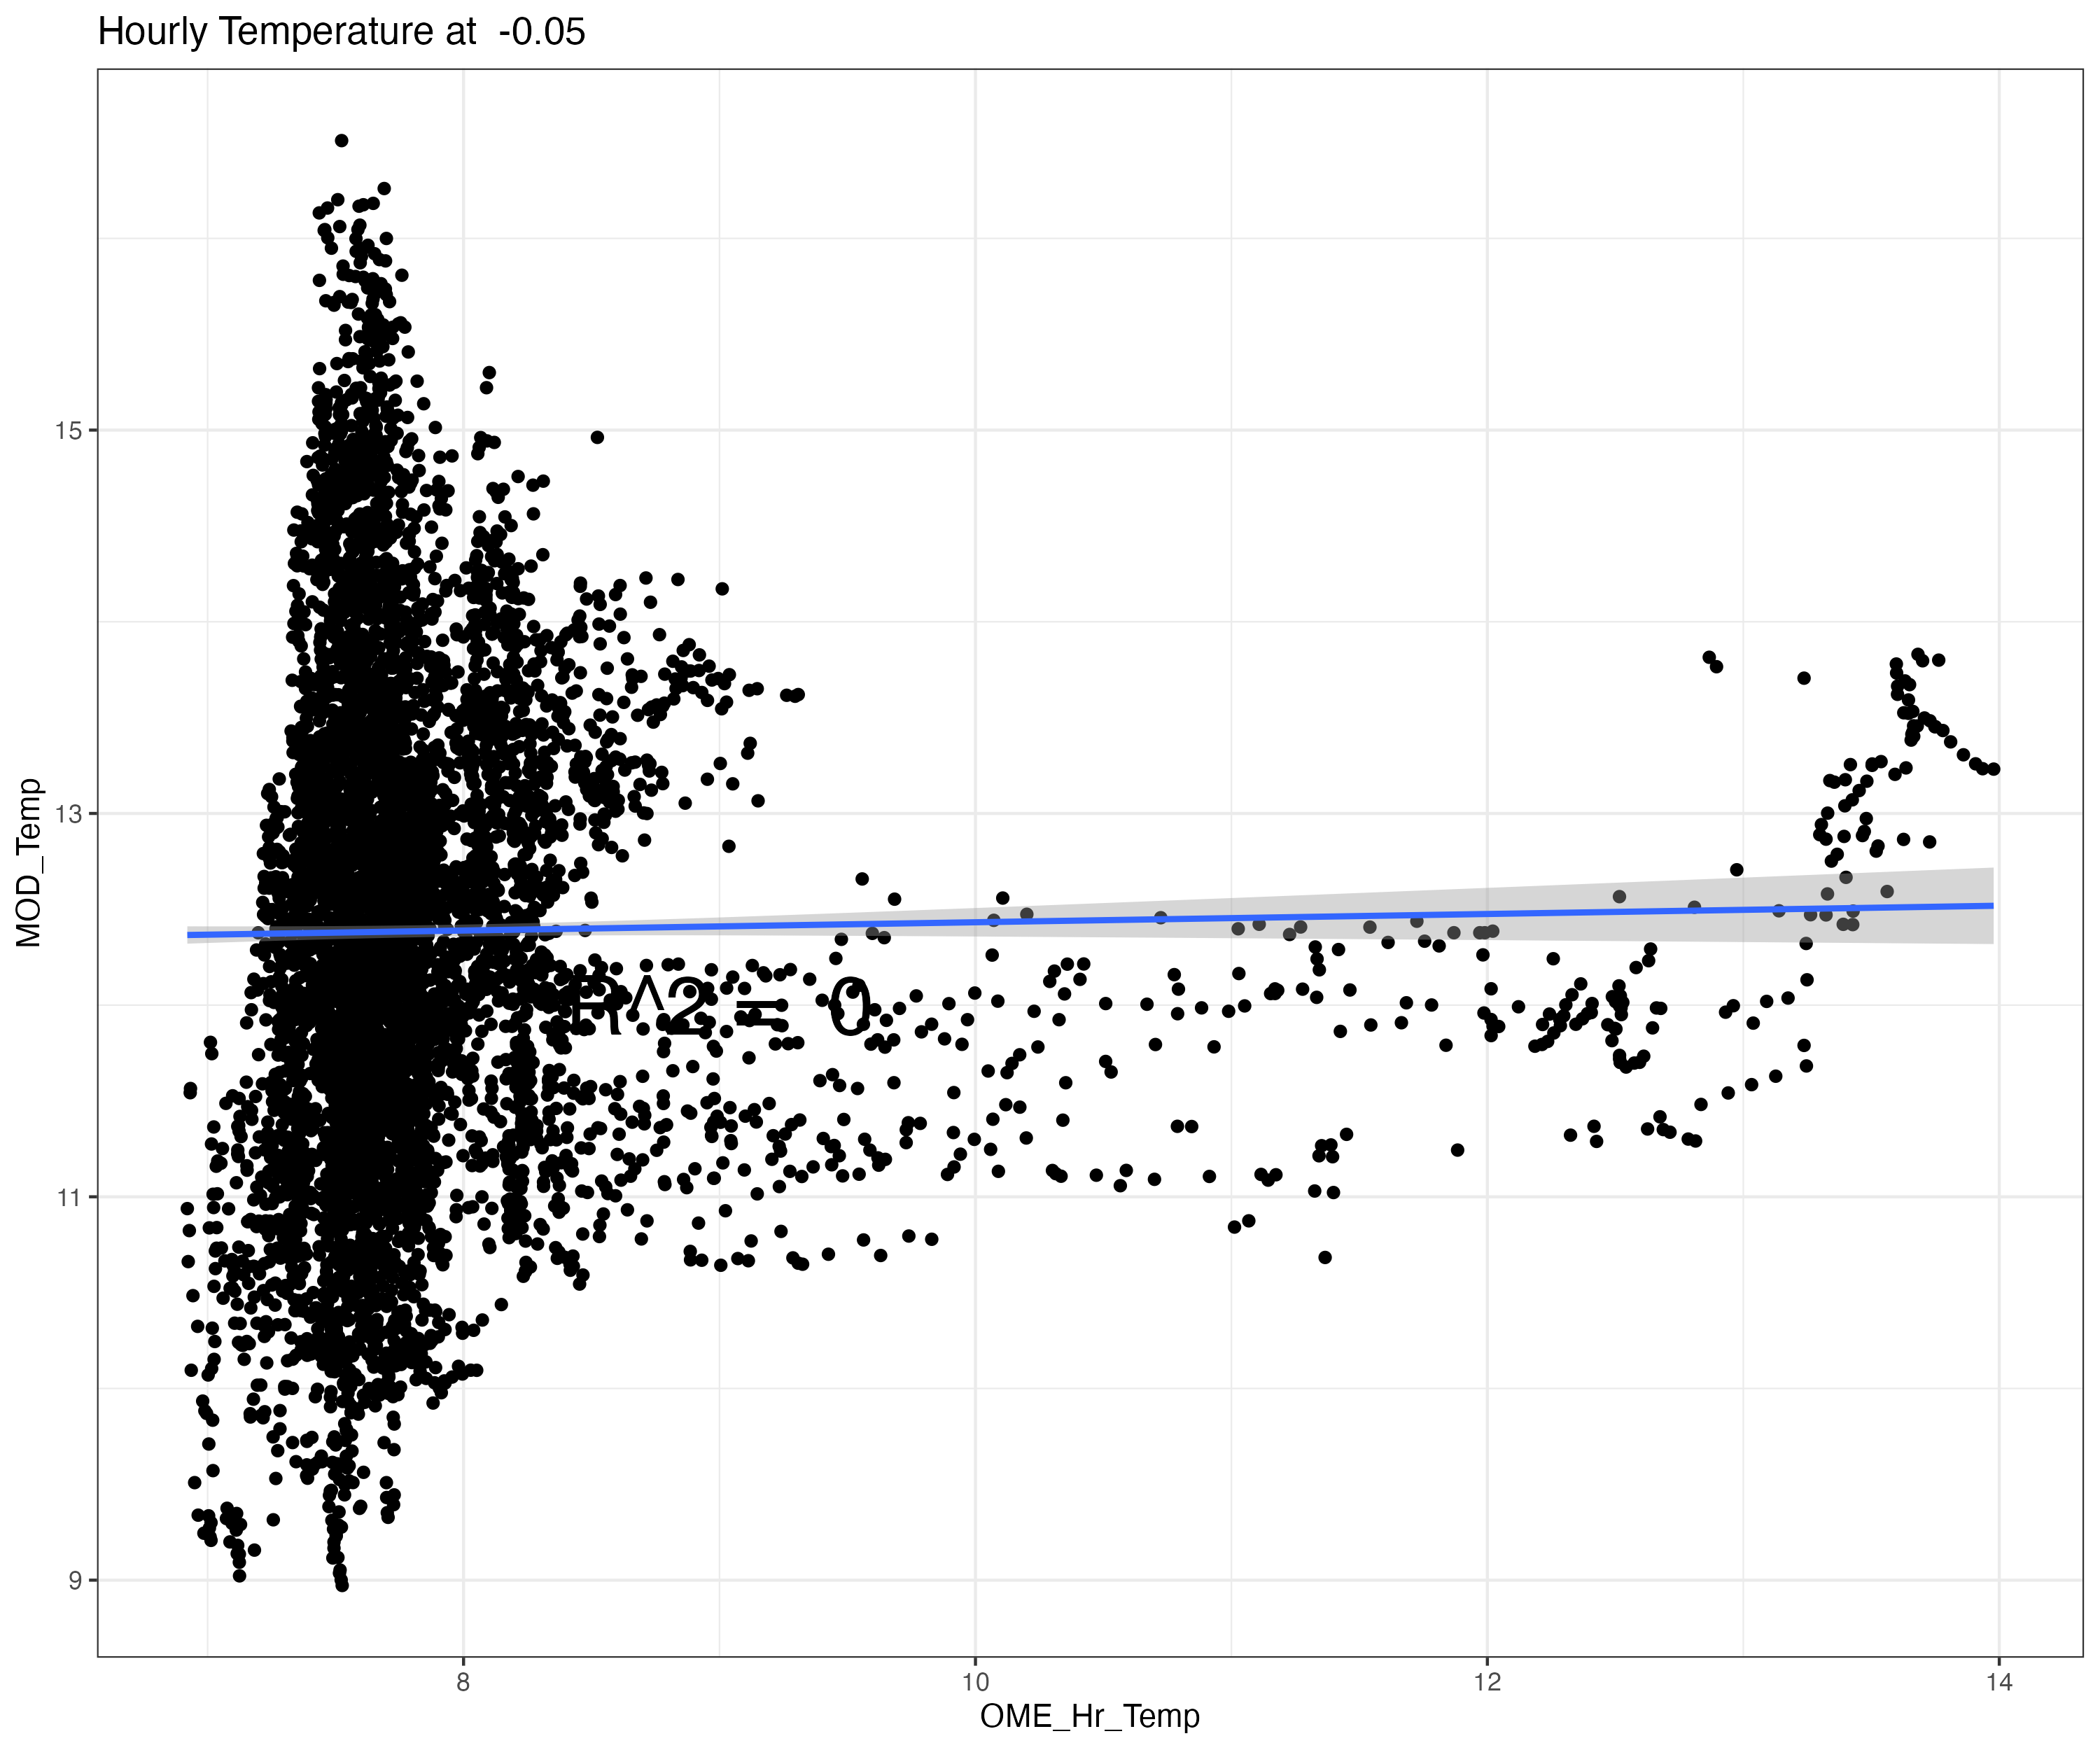 Hourly Temperature at  -0.05
MOD_Temp
15
13
11
9
R^2 = 0
8
10
12
14
OME_Hr_Temp